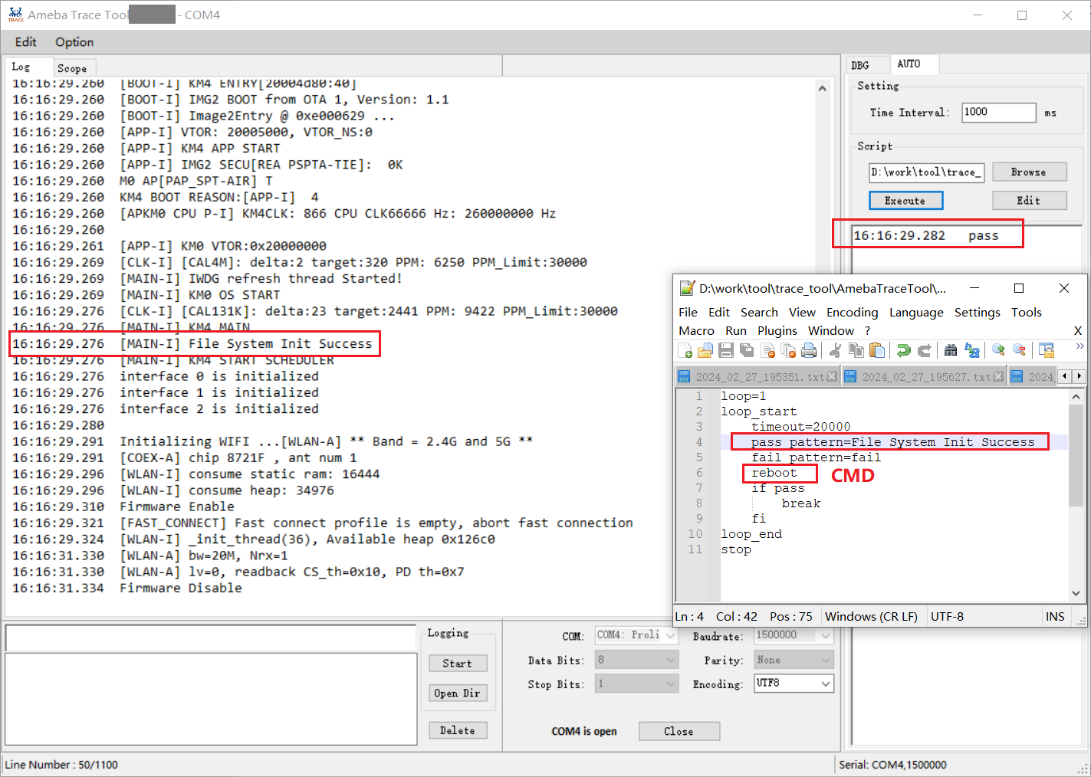 TRACE Ameba Trace Tool - COM4
Edit Option
Log Scope
16:16:29.260 [BOOT-I] KM4 ENTRY[20004d80:40]
16:16:29.260 [BOOT-I] IMG2 BOOT from OTA 1, Version: 1.1
16:16:29.260 [BOOT-I] Image2Entry @ 0xe000629 ...
16:16:29.260 [APP-I] VTOR: 20005000, VTOR_NS:0
16:16:29.260 [APP-I] KM4 APP START
16:16:29.260 [APP-I] IMG2 SECU[REA PSPTA-TIE]: 0K
16:16:29.260 M0 AP[PAP_SPT-AIR] T
16:16:29.260 KM4 BOOT REASON:[APP-I] 4
16:16:29.260 [APKM0 CPU P-I] KM4CLK: 866 CPU CLK66666 Hz: 260000000 Hz
16:16:29.260
16:16:29.261 [APP-I] KM0 VTOR:0x20000000
16:16:29.276 [CLK-I] [CAL4M]: delta:2 target:320 PPM: 6250 PPM_Limit:30000
16:16:29.276 [MAIN-I] IWDG refresh thread Started!
16:16:29.276 [MAIN-I] KM0 OS START
16:16:29.276 [CLK-I] [CAL131K]: delta:23 target:2441 PPM: 9422 PPM_Limit:30000
16:16:29.276 [MAIN-I] KM4 MAIN
16:16:29.276 [MAIN-I] File System Init Success
16:16:29.276 [MAIN-I] KM4 START SCHEDULER
16:16:29.276 interface 0 is initialized
16:16:29.276 interface 1 is initialized
16:16:29.276 interface 2 is initialized
16:16:29.280
16:16:29.291 Initializing WIFI ...[WLAN-A] ** Band = 2.4G and 5G **
16:16:29.291 [COEX-A] chip 8721F , ant num 1
16:16:29.296 [WLAN-I] consume static ram: 16444
16:16:29.296 [WLAN-I] consume heap: 34976
16:16:29.310 Firmware Enable
16:16:29.321 [FAST_CONNECT] Fast connect profile is empty, abort fast connection
16:16:29.324 [WLAN-I] _init_thread(36), Available heap 0x126c0
16:16:31.330 [WLAN-A] bw=20M, Nrx=1
16:16:31.330 [WLAN-A] lv=0, readback CS_th=0x10, PD th=0x7
16:16:31.334 Firmware Disable
DBG AUTO
Setting
Time Interval: 1000 ms
Script
D:\work\tool\trace_ Browse
Execute Edit
16:16:29.282 pass
D:\work\tool\trace_tool\AmebaTraceTool\...
File Edit Search View Encoding Language Settings Tools
Macro Run Plugins Window ? X
2024_02_27_195351.txt 2024_02_27_195627.txt 2024_
1 loop=1
2 loop_start
3 timeout=20000
4 pass_pattern=File System Init Success
5 fail_pattern=fail
6 reboot CMD
7 if pass
8 break
9 fi
10 loop_end
11 stop
Ln : 4 Col : 42 Pos : 75 Windows (CR LF) UTF-8 INS
Logging
Start
Open Dir
Delete
COM: COM4: Proli Baudrate: 1500000
Data Bits: 8 Parity: None
Stop Bits: 1 Encoding: UTF8
COM4 is open Close
Line Number : 50/1100
Serial: COM4,1500000